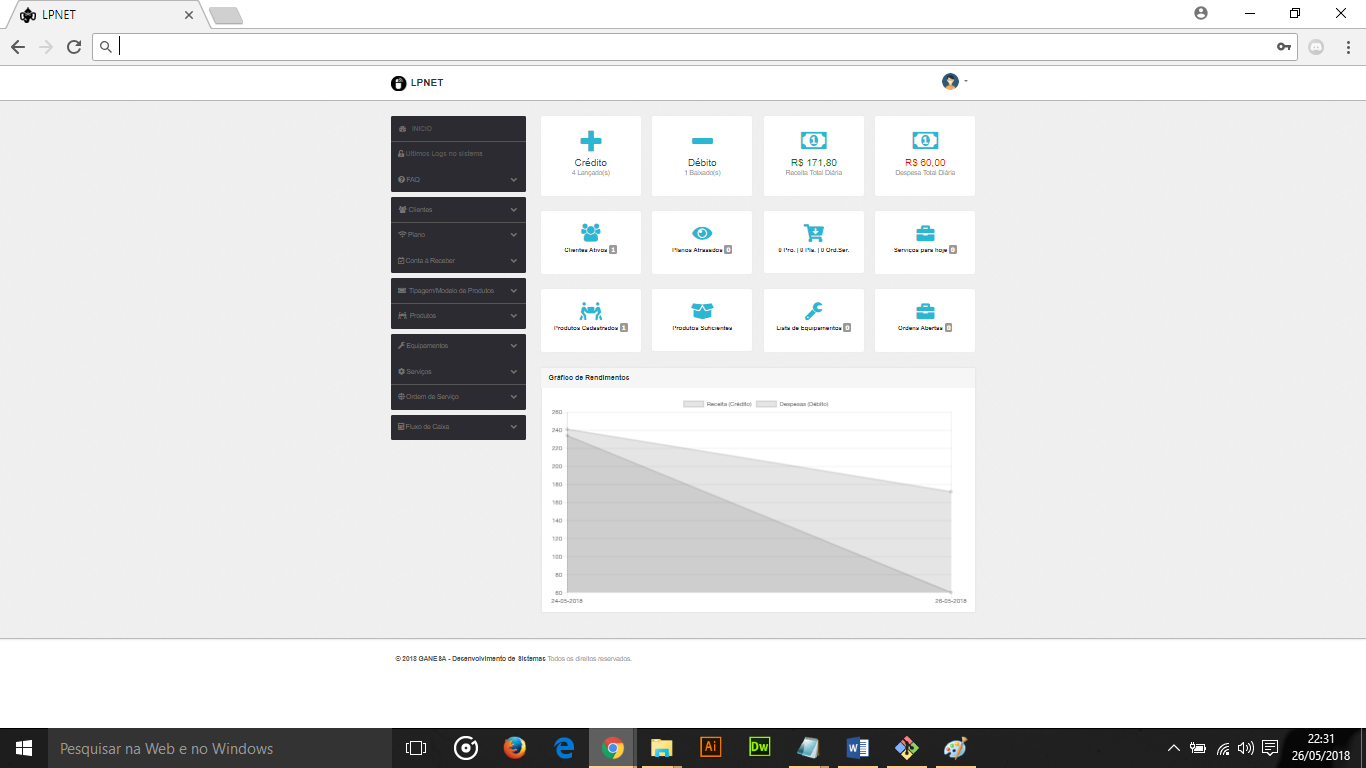 LPNET
LPNET
INÍCIO
Ultimos Logs no sistema
FAQ
Clientes
Plano
Conta à Receber
Tipagem/Modelo de Produtos
Produtos
Equipamentos
Serviços
Ordem de Serviço
Fluxo de Caixa
Crédito
4 Lançado(s)
Débito
1 Baixado(s)
R$ 171,80
Receita Total Diária
R$ 60,00
Despesa Total Diária
Clientes Ativos 1
Planos Atrasados 0
0 Pro. | 0 Pla. | 0 Ord.Ser.
Serviços para hoje 0
Produtos Cadastrados 1
Produtos Suficientes
Lista de Equipamentos 0
Ordens Abertas 0
Gráfico de Rendimentos
Receita (Crédito) Despesas (Débito)
260
240
220
200
180
160
140
120
100
80
60
24-05-2018 26-05-2018
© 2018 GANESA - Desenvolvimento de Sistemas Todos os direitos reservados.
Pesquisar na Web e no Windows
Ai
Dw
22:31
26/05/2018